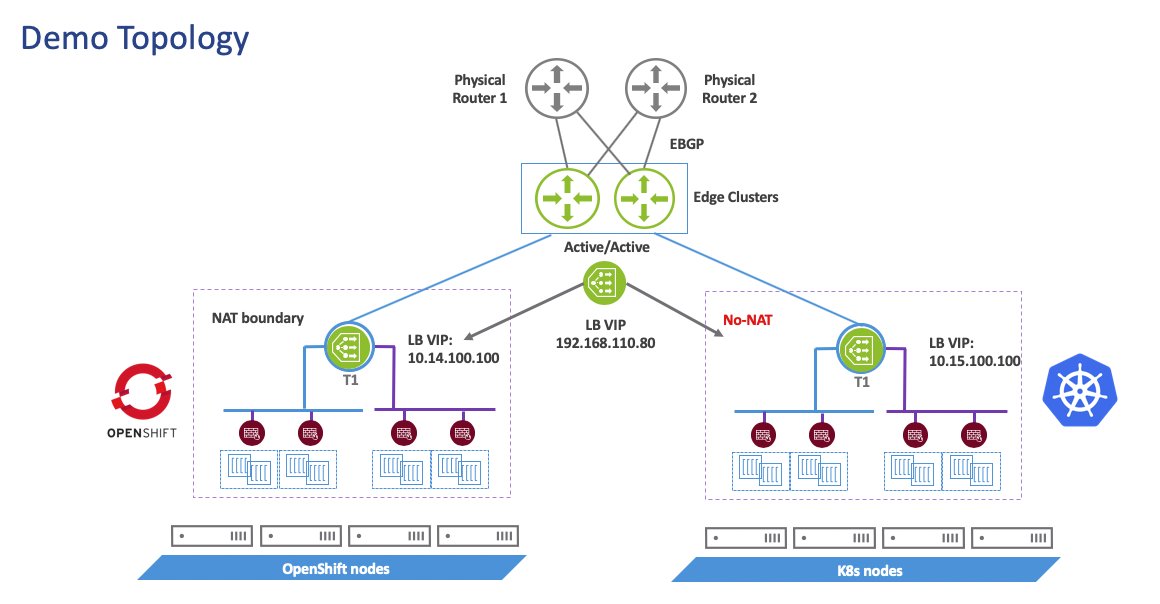 Demo Topology
Physical
Router 1
Physical
Router 2
EBGP
Edge Clusters
Active/Active
NAT boundary
LB VIP
192.168.110.80
No-NAT
LB VIP:
10.14.100.100
T1
LB VIP:
10.15.100.100
T1
OPENSHIFT
OpenShift nodes
K8s nodes